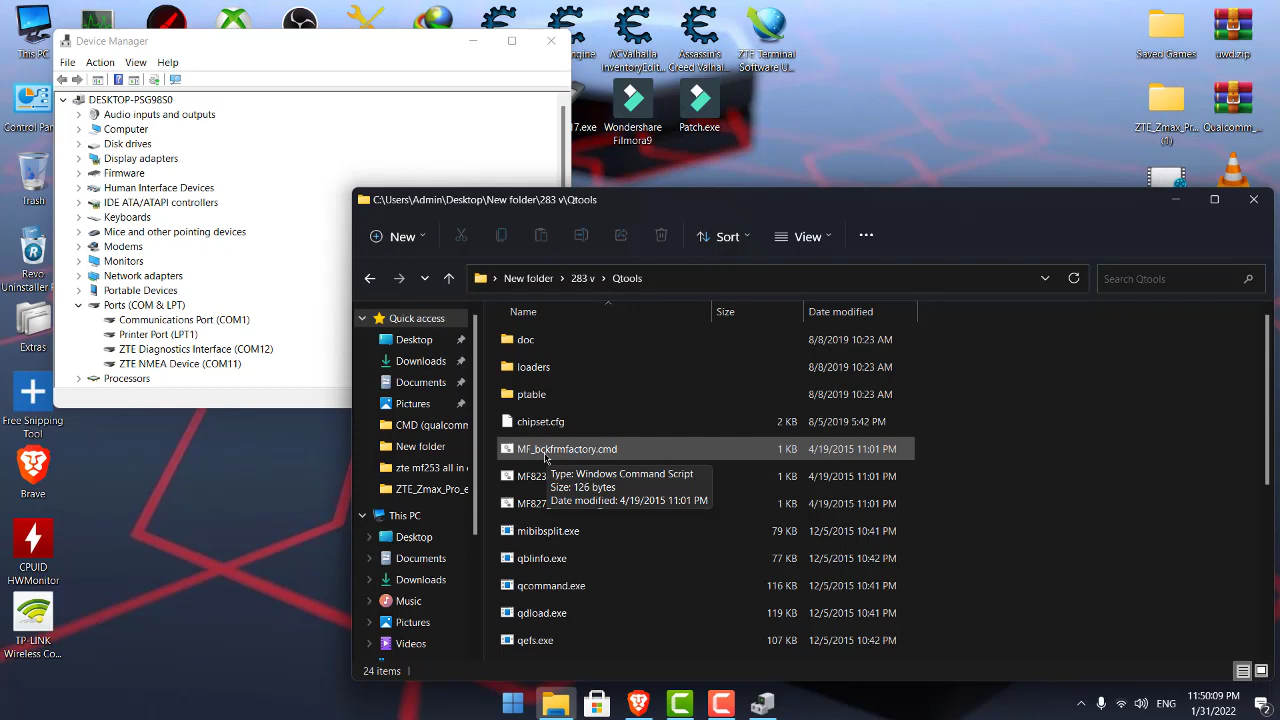 This PC
Control Pan
Trash
Revo
Uninstaller
Extras
Free Snipping
Tool
Brave
CPUID
HWMonitor
TP-LINK
Wireless Co...
ACValhalla
InventoryEdit...
Assassin's
Creed Valhal...
ZTE Terminal
Software U...
17.exe
Wondershare
Filmora9
Patch.exe
Saved Games
uwd.zip
ZTE_Zmax_Pr...
(1)
Qualcomm_...
Device Manager
File Action View Help
DESKTOP-PSG98S0
Audio inputs and outputs
Computer
Disk drives
Display adapters
Firmware
Human Interface Devices
IDE ATA/ATAPI controllers
Keyboards
Mice and other pointing devices
Modems
Monitors
Network adapters
Portable Devices
Ports (COM & LPT)
Communications Port (COM1)
Printer Port (LPT1)
ZTE Diagnostics Interface (COM12)
ZTE NMEA Device (COM11)
Processors
C:\Users\Admin\Desktop\New folder\283 v\Qtools
New Sort View
New folder 283 v Qtools
Search Qtools
Quick access
Desktop
Downloads
Documents
Pictures
CMD (qualcomm
New folder
zte mf253 all in
ZTE_Zmax_Pro_e
This PC
Desktop
Documents
Downloads
Music
Pictures
Videos
Name Size Date modified
doc 8/8/2019 10:23 AM
loaders 8/8/2019 10:23 AM
ptable 8/8/2019 10:23 AM
chipset.cfg 2 KB 8/5/2019 5:42 PM
MF_bckfrmfactory.cmd 1 KB 4/19/2015 11:01 PM
MF823 1 KB 4/19/2015 11:01 PM
MF827 1 KB 4/19/2015 11:01 PM
mibibsplit.exe 79 KB 12/5/2015 10:41 PM
qblinfo.exe 77 KB 12/5/2015 10:42 PM
qcommand.exe 116 KB 12/5/2015 10:41 PM
qdload.exe 119 KB 12/5/2015 10:41 PM
qefs.exe 107 KB 12/5/2015 10:42 PM
Type: Windows Command Script
Size: 126 bytes
Date modified: 4/19/2015 11:01 PM
24 items
ENG
11:50:09 PM
1/31/2022
2